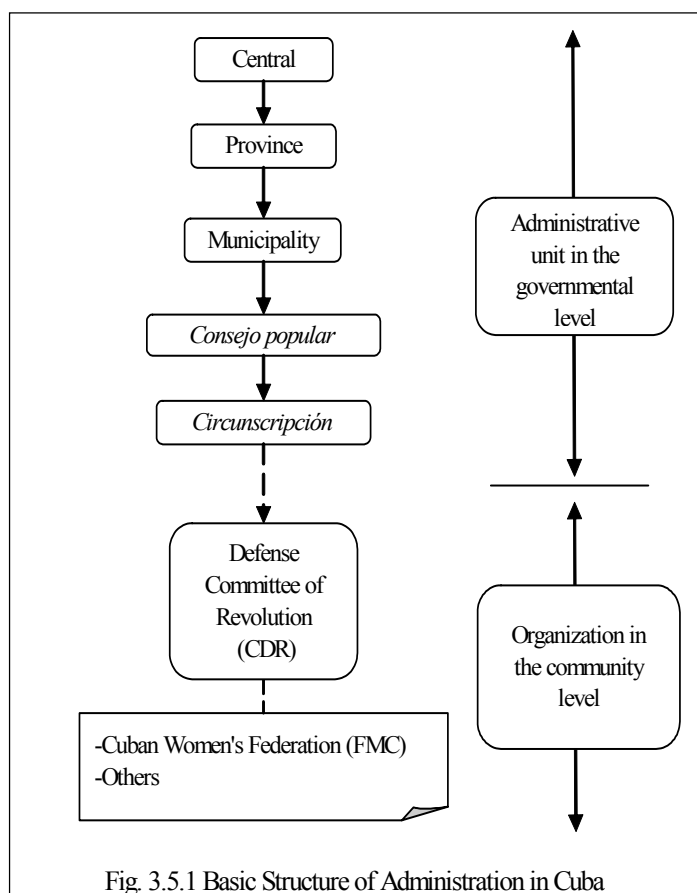 Central
Province
Municipality
Consejo popular
Circunscripción
Defense
Committee of
Revolution
(CDR)
-Cuban Women's Federation (FMC)
-Others
Administrative
unit in the
governmental
level
Organization in
the community
level
Fig. 3.5.1 Basic Structure of Administration in Cuba